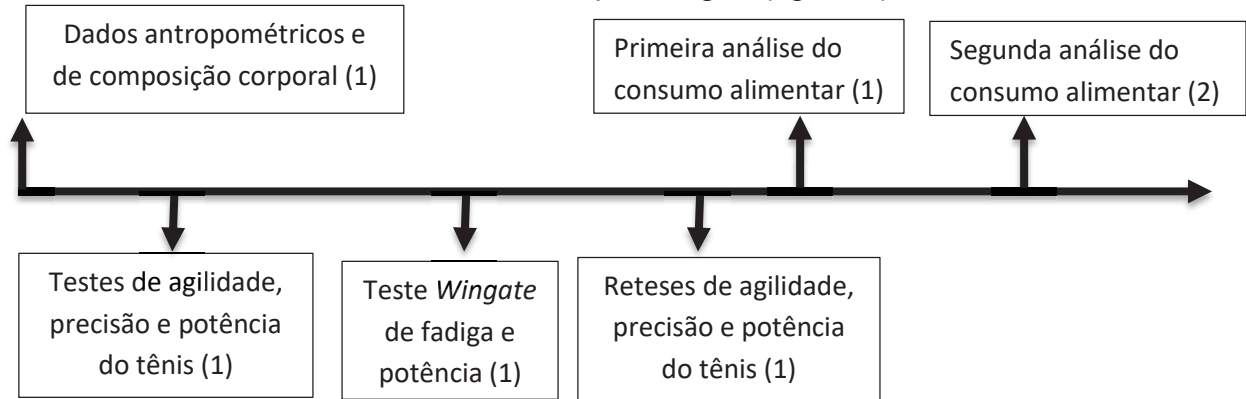 Dados antropométricos e
de composição corporal (1)
Primeira análise do
consumo alimentar (1)
Segunda análise do
consumo alimentar (2)
Testes de agilidade,
precisão e potência
do tênis (1)
Teste Wingate
de fadiga e
potência (1)
Reteses de agilidade,
precisão e potência
do tênis (1)